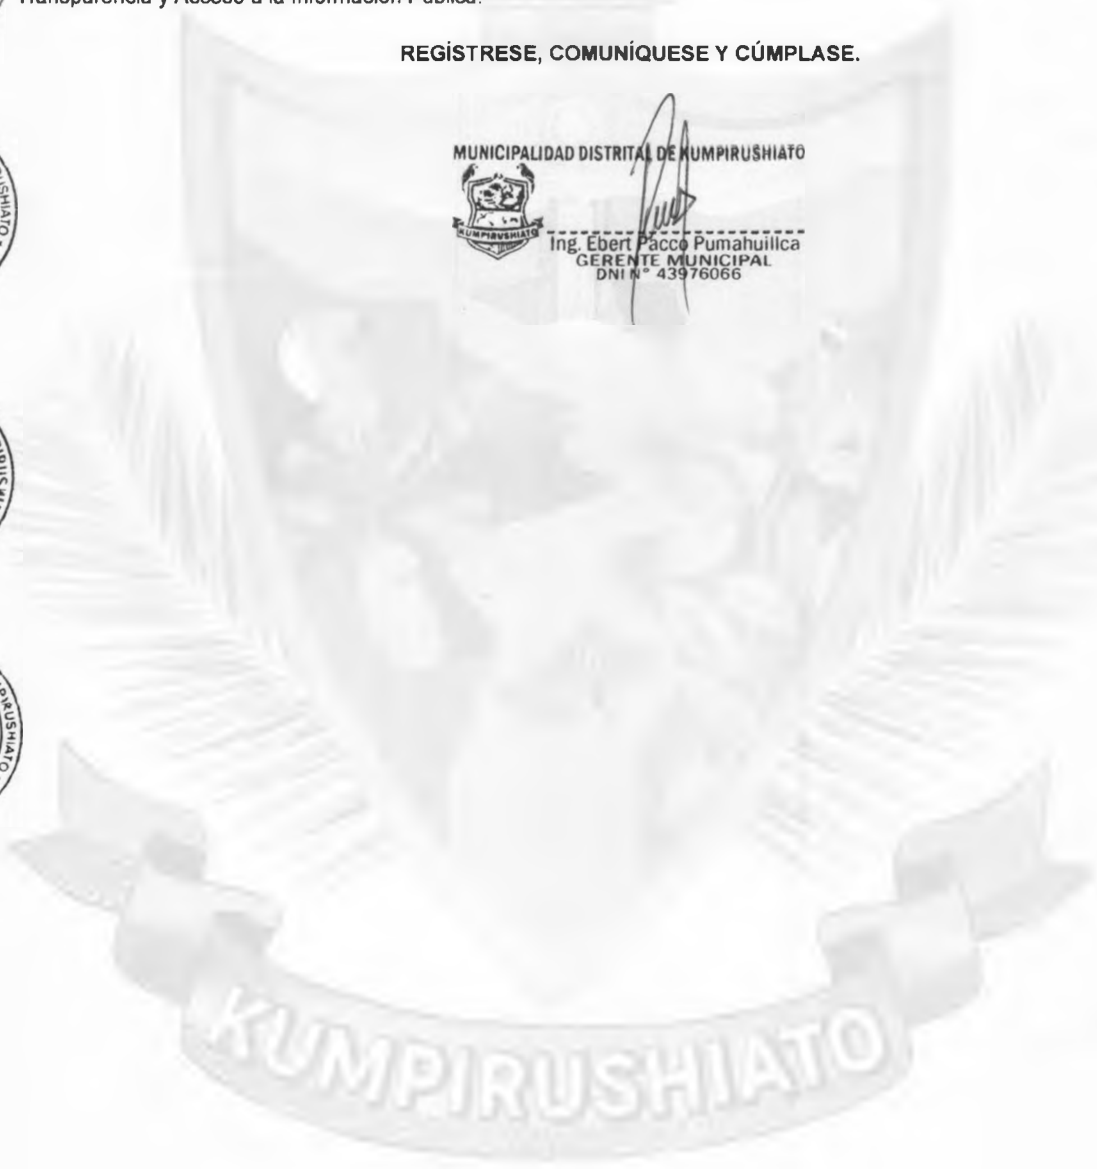 Transparencia y Acceso a la Información Pública.
REGÍSTRESE, COMUNÍQUESE Y CÚMPLASE.
MUNICIPALIDAD DISTRITAL DE KUMPIRUSHIATO
KUMPIRUSHIATO
Ing. Ebert Pacco Pumahuillca
GERENTE MUNICIPAL
DNI N° 43976066
KUMPIRUSHIATO